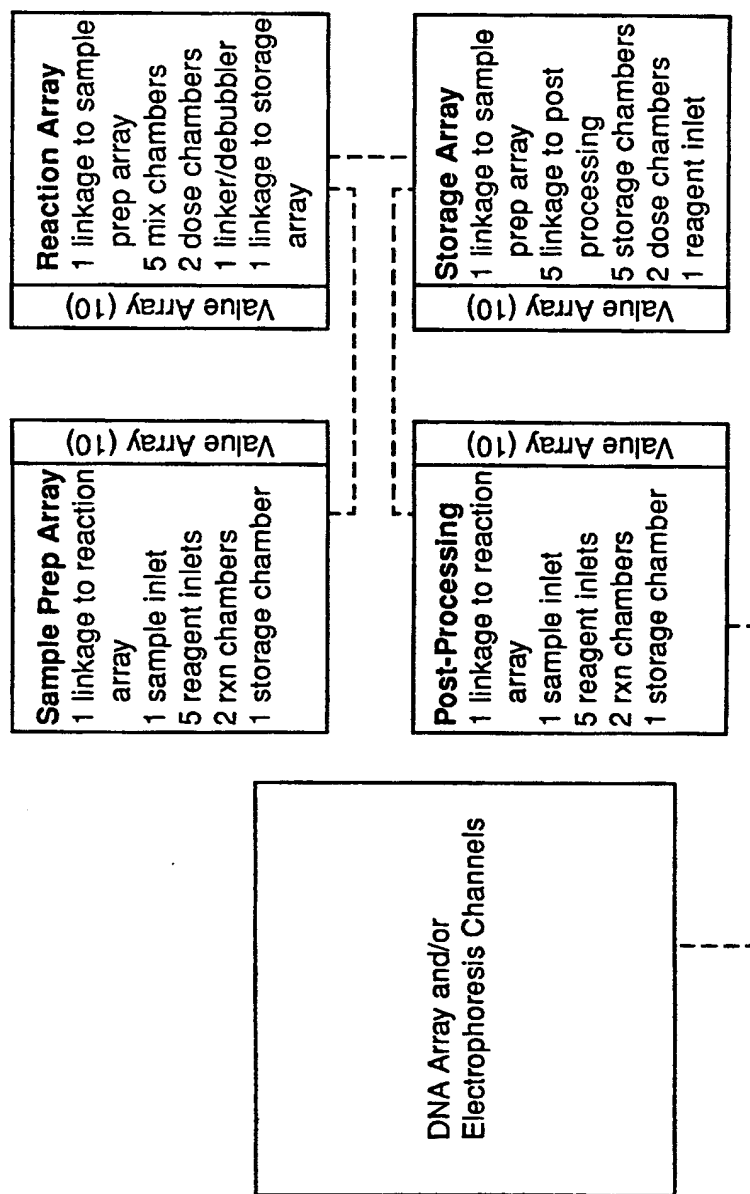 Sample Prep Array
1 linkage to reaction
array
1 sample inlet
5 reagent inlets
2 rxn chambers
1 storage chamber
Value Array (10)
Reaction Array
1 linkage to sample
prep array
5 mix chambers
2 dose chambers
1 linker/debubbler
1 linkage to storage
array
Value Array (10)
DNA Array and/or
Electrophoresis Channels
Post-Processing
1 linkage to reaction
array
1 sample inlet
5 reagent inlets
2 rxn chambers
1 storage chamber
Value Array (10)
Storage Array
1 linkage to sample
prep array
5 linkage to post
processing
5 storage chambers
2 dose chambers
1 reagent inlet
Value Array (10)